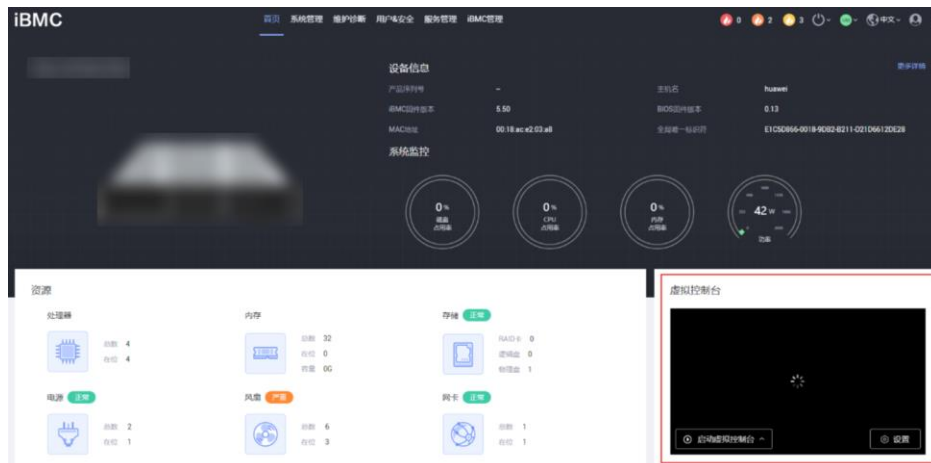 iBMC
首页 系统管理 维护诊断 用户&安全 服务管理 iBMC管理
0 2 3 中文
设备信息 更多详情
产品序列号 -- 主机名 huawei
iBMC固件版本 5.50 BIOS固件版本 0.13
MAC地址 00:18:ac:e2:03:a8 全局唯一标识符 E1C5D866-0018-9D82-B211-D21D6612DE28
系统监控
0% 磁盘占用率
0% CPU占用率
0% 内存占用率
42 W 功率
资源
虚拟控制台
处理器
总数 4
在位 4
内存
总数 32
在位 0
容量 0G
存储 正常
RAID卡 0
逻辑盘 0
物理盘 1
电源 正常
总数 2
在位 1
风扇 严重
总数 6
在位 3
网卡 正常
总数 1
在位 1
启动虚拟控制台 设置